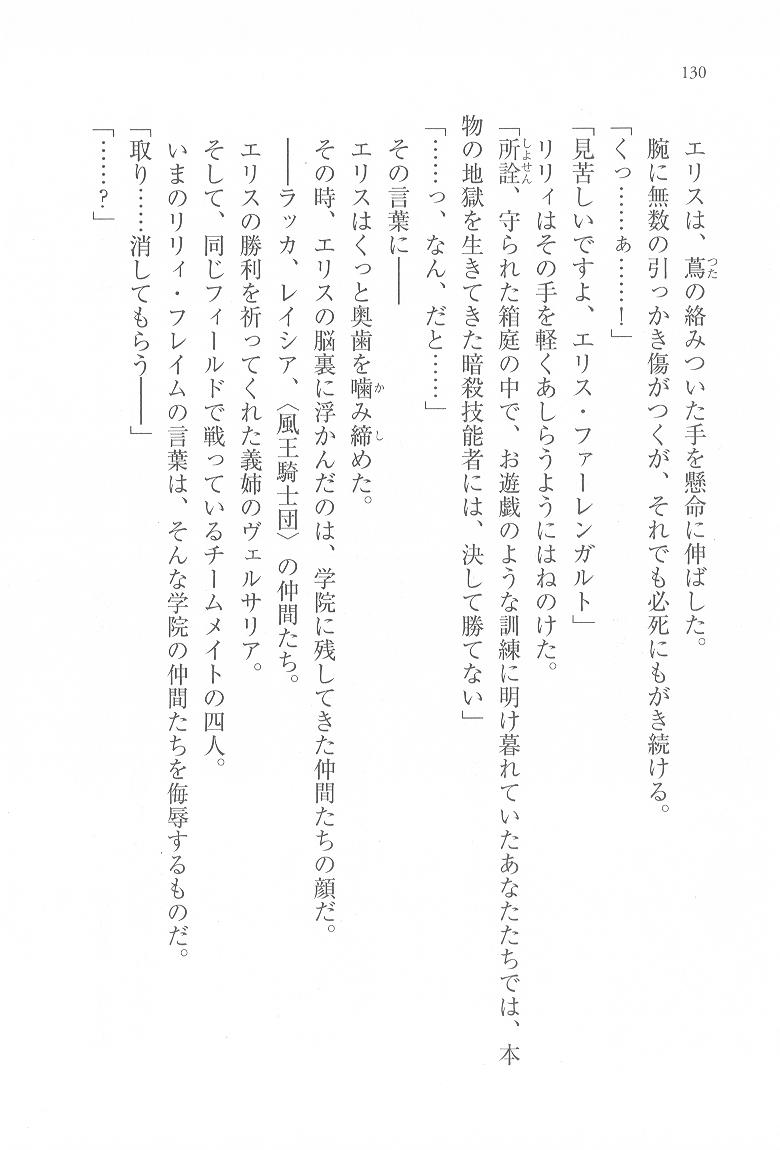 130
エリスは、蔦の絡みついた手を懸命に伸ばした。
腕に無数の引っかき傷がつくが、それでも必死にもがき続ける。
「くっ……ぁ……！」
「見苦しいですよ、エリス・ファーレンガルト」
リリィはその手を軽くあしらうようにはねのけた。
「所詮、守られた箱庭の中で、お遊戯のような訓練に明け暮れていたあなたたちでは、本
物の地獄を生きてきた暗殺技能者には、決して勝てない」
「……っ、なん、だと……」
その言葉に――
エリスはくっと奥歯を噛み締めた。
その時、エリスの脳裏に浮かんだのは、学院に残してきた仲間たちの顔だ。
――ラッカ、レイシア、〈風王騎士団〉の仲間たち。
エリスの勝利を祈ってくれた義姉のヴェルサリア。
そして、同じフィールドで戦っているチームメイトの四人。
いまのリリィ・フレイムの言葉は、そんな学院の仲間たちを侮辱するものだ。
「取り……消してもらう――」
「……？」